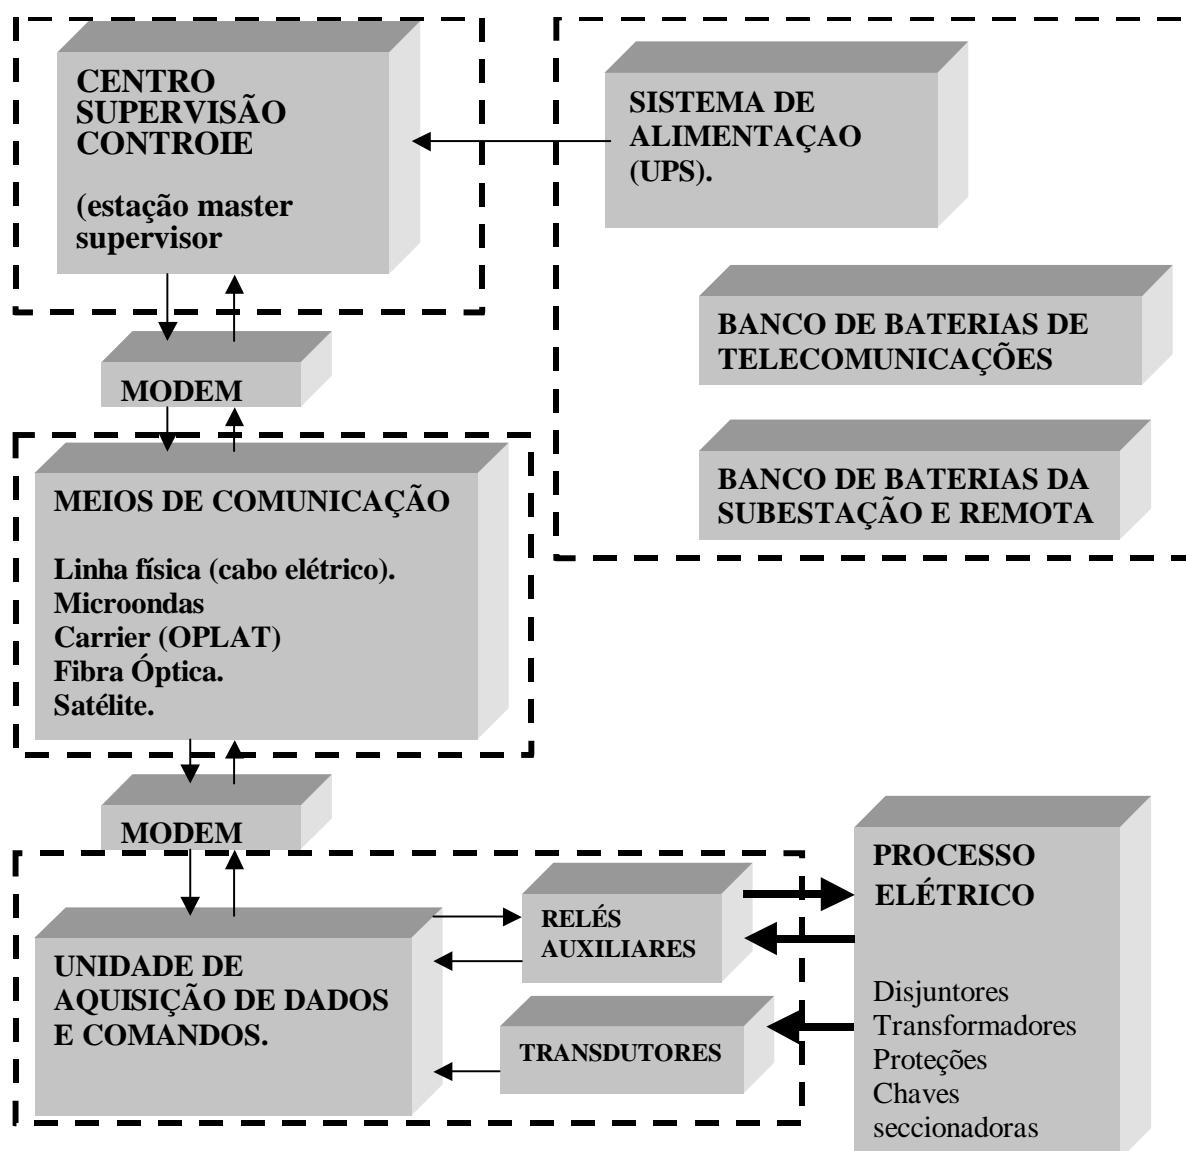 CENTRO
SUPERVISÃO
CONTROIE
(estação master
supervisor
SISTEMA DE
ALIMENTAÇAO
(UPS).
BANCO DE BATERIAS DE
TELECOMUNICAÇÕES
BANCO DE BATERIAS DA
SUBESTAÇÃO E REMOTA
MODEM
MEIOS DE COMUNICAÇÃO
Linha física (cabo elétrico).
Microondas
Carrier (OPLAT)
Fibra Óptica.
Satélite.
MODEM
UNIDADE DE
AQUISIÇÃO DE DADOS
E COMANDOS.
RELÉS
AUXILIARES
TRANSDUTORES
PROCESSO
ELÉTRICO
Disjuntores
Transformadores
Proteções
Chaves
seccionadoras